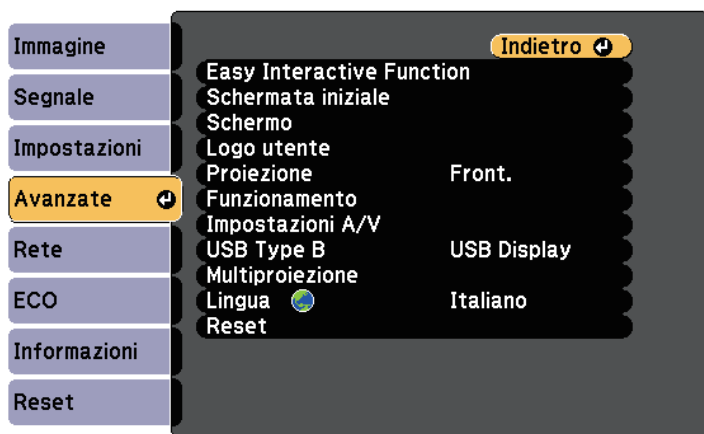 Immagine
Segnale
Impostazioni
Avanzate
Rete
ECO
Informazioni
Reset
Indietro
Easy Interactive Function
Schermata iniziale
Schermo
Logo utente
Proiezione Front.
Funzionamento
Impostazioni A/V
USB Type B USB Display
Multiproiezione
Lingua Italiano
Reset